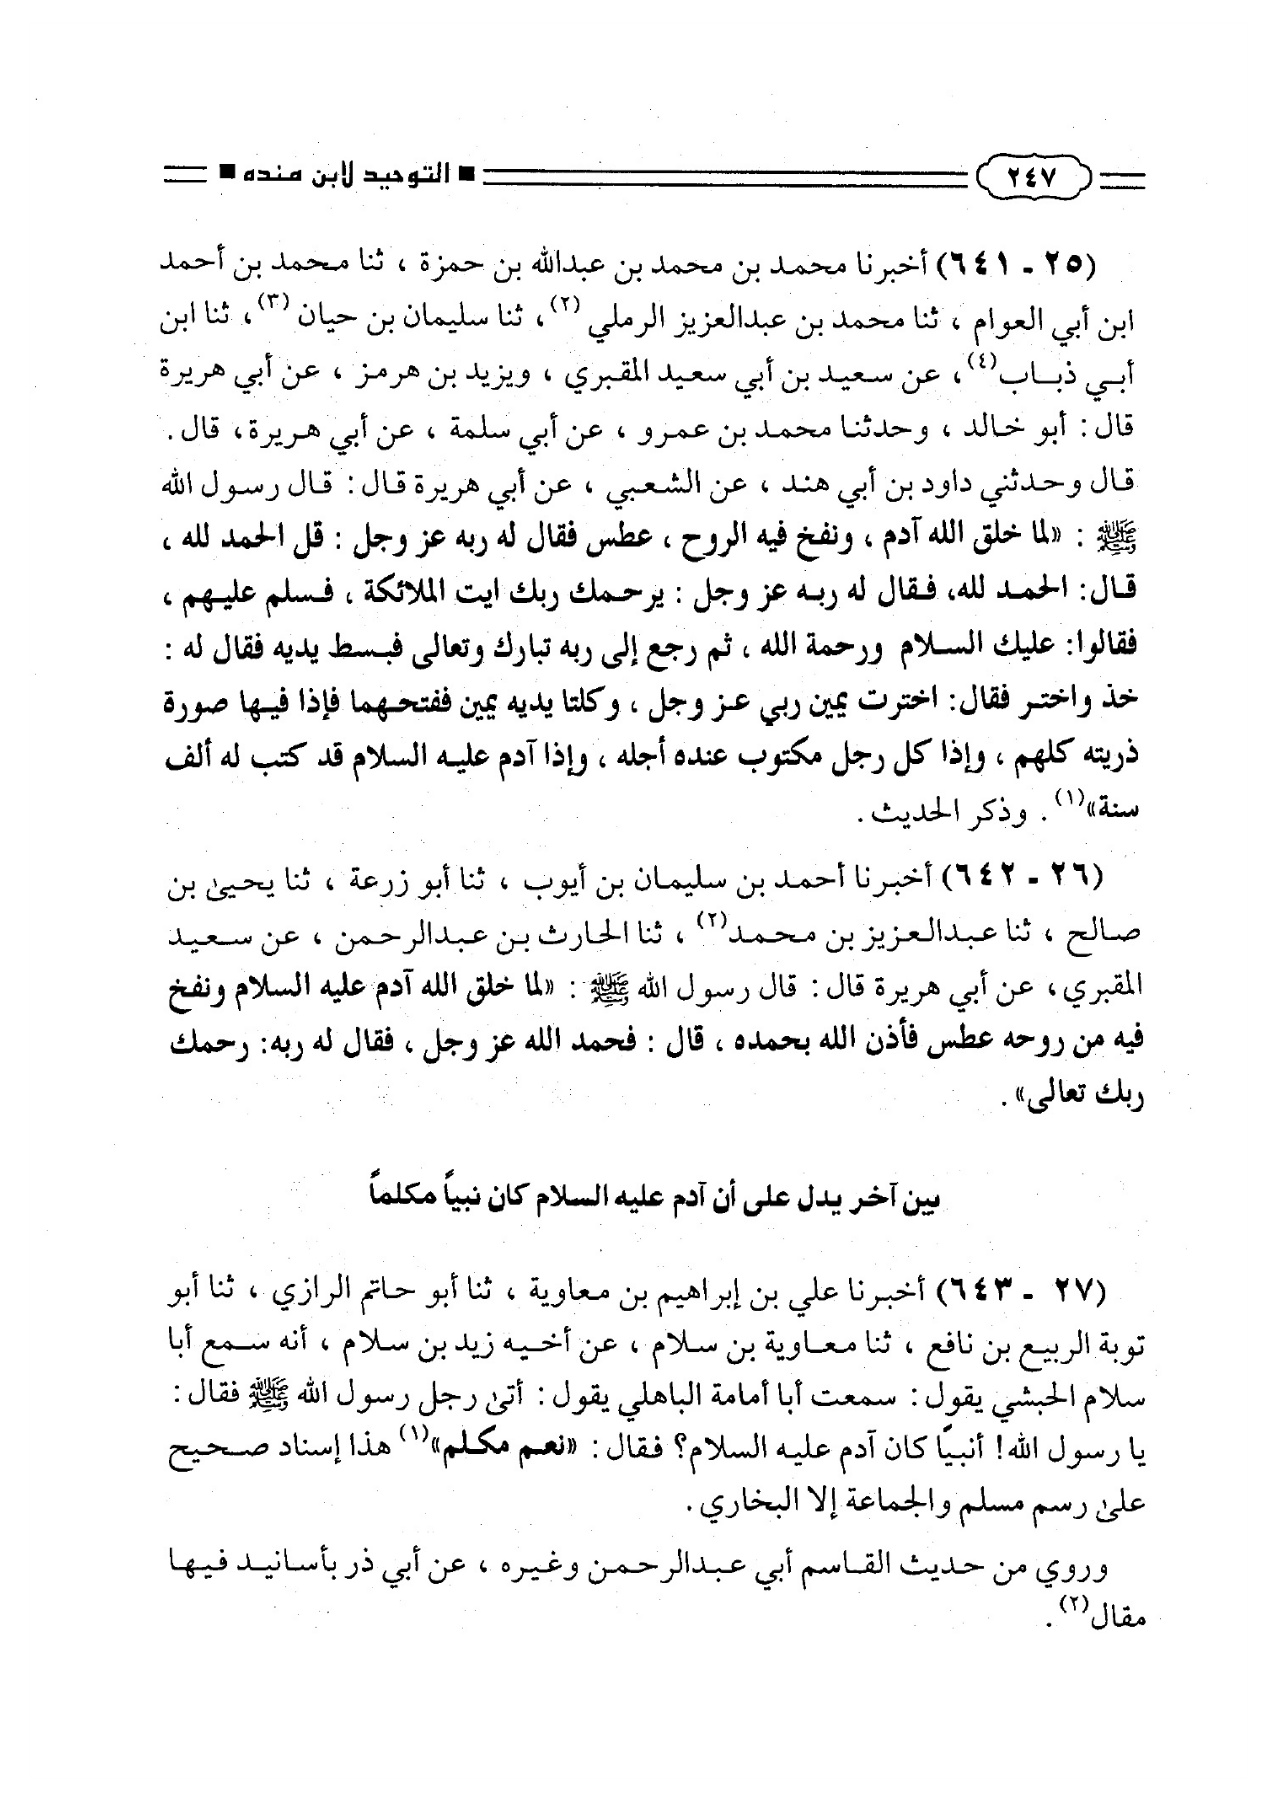 ٢٤٧ ■ التوحيد لابن منده ■
(٢٥ - ٦٤١) أخبرنا محمد بن محمد بن عبدالله بن حمزة ، ثنا محمد بن أحمد
ابن أبي العوام ، ثنا محمد بن عبدالعزيز الرملي (٢)، ثنا سليمان بن حيان (٣)، ثنا ابن
أبي ذباب(٤)، عن سعيد بن أبي سعيد المقبري ، ويزيد بن هرمز ، عن أبي هريرة
قال: أبو خالد ، وحدثنا محمد بن عمرو ، عن أبي سلمة ، عن أبي هريرة، قال.
قال وحدثني داود بن أبي هند ، عن الشعبي ، عن أبي هريرة قال: قال رسول الله
ﷺ : «لما خلق الله آدم ، ونفخ فيه الروح ، عطس فقال له ربه عز وجل : قل الحمد لله ،
قال: الحمد لله، فقال له ربه عز وجل : يرحمك ربك ايت الملائكة ، فسلم عليهم ،
فقالوا: عليك السلام ورحمة الله ، ثم رجع إلى ربه تبارك وتعالى فبسط يديه فقال له :
خذ واختر فقال: اخترت يمين ربي عز وجل ، وكلتا يديه يمين ففتحهما فإذا فيها صورة
ذريته كلهم ، وإذا كل رجل مكتوب عنده أجله ، وإذا آدم عليه السلام قد كتب له ألف
سنة»(١). وذكر الحديث.
(٢٦ - ٦٤٢) أخبرنا أحمد بن سليمان بن أيوب ، ثنا أبو زرعة ، ثنا يحيى بن
صالح ، ثنا عبدالعزيز بن محمد(٢) ، ثنا الحارث بن عبدالرحمن ، عن سعيد
المقبري، عن أبي هريرة قال: قال رسول الله ﷺ : «لما خلق الله آدم عليه السلام ونفخ
فيه من روحه عطس فأذن الله بحمده ، قال : فحمد الله عز وجل ، فقال له ربه: رحمك
ربك تعالى».
بين آخر يدل على أن آدم عليه السلام كان نبياً مكلماً
(٢٧ - ٦٤٣) أخبرنا علي بن إبراهيم بن معاوية ، ثنا أبو حاتم الرازي ، ثنا أبو
توبة الربيع بن نافع ، ثنا معاوية بن سلام ، عن أخيه زيد بن سلام ، أنه سمع أبا
سلام الحبشي يقول: سمعت أبا أمامة الباهلي يقول: أتى رجل رسول الله ﷺ فقال:
يا رسول الله! أنبيًا كان آدم عليه السلام؟ فقال: «نعم مكلم»(١) هذا إسناد صحيح
على رسم مسلم والجماعة إلا البخاري.
وروي من حديث القاسم أبي عبدالرحمن وغيره ، عن أبي ذر بأسانيد فيها
مقال(٢).